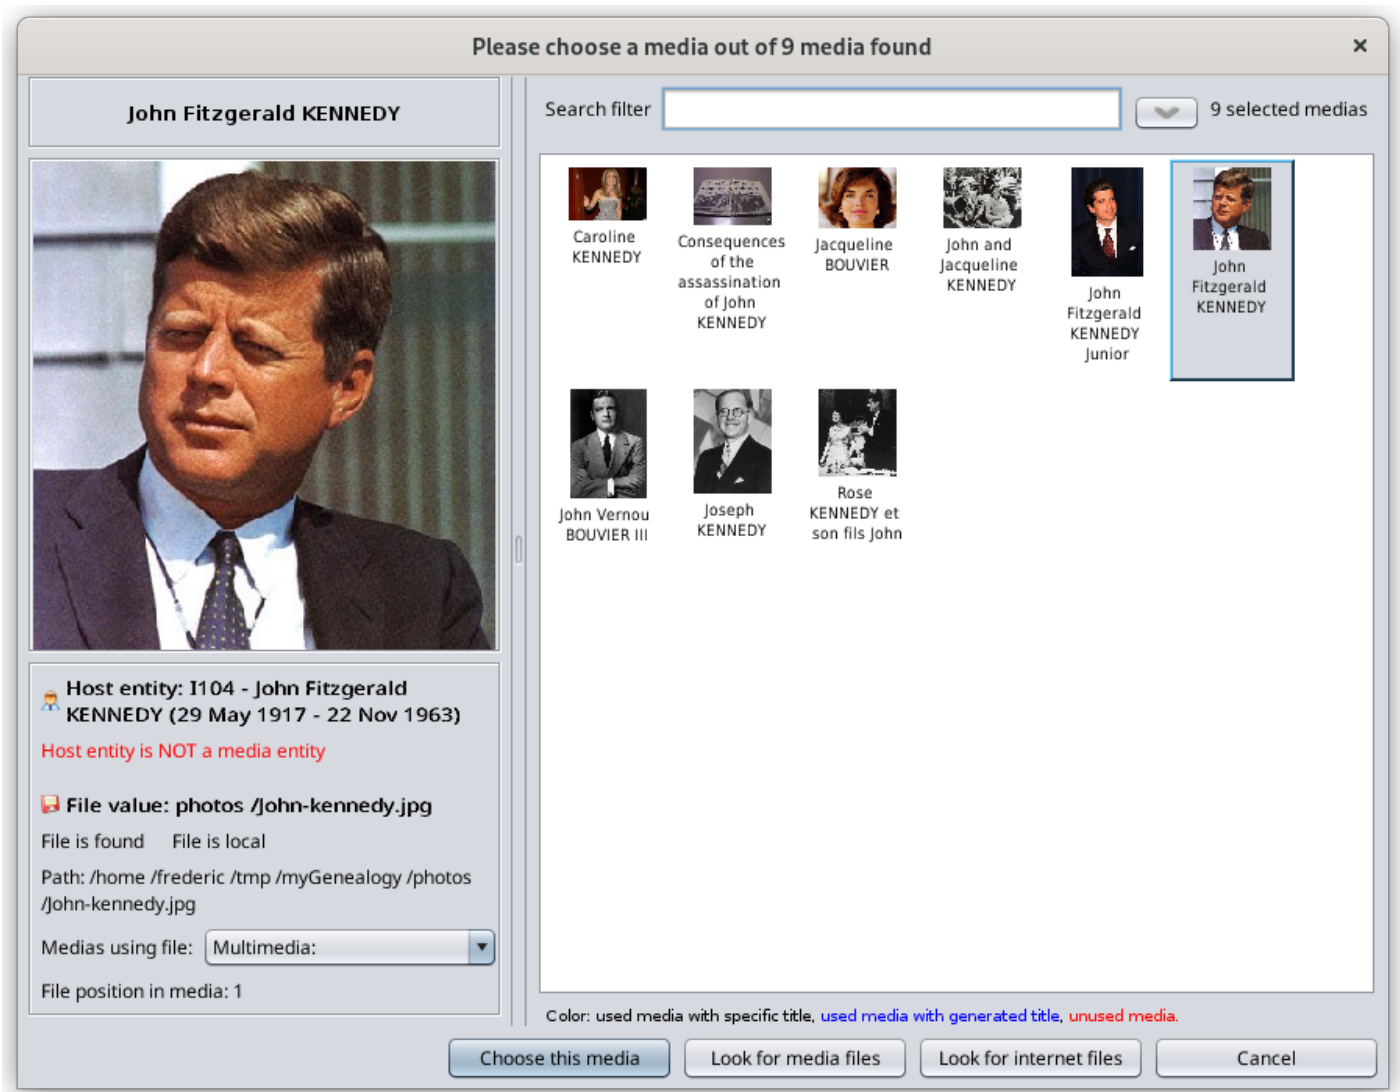 Please choose a media out of 9 media found
John Fitzgerald KENNEDY
Search filter
9 selected medias
Caroline
KENNEDY
Consequences
of the
assassination
of John
KENNEDY
Jacqueline
BOUVIER
John and
Jacqueline
KENNEDY
John
Fitzgerald
KENNEDY
Junior
John
Fitzgerald
KENNEDY
John Vernou
BOUVIER III
Joseph
KENNEDY
Rose
KENNEDY et
son fils John
Host entity: I104 - John Fitzgerald
KENNEDY (29 May 1917 - 22 Nov 1963)
Host entity is NOT a media entity
File value: photos /John-kennedy.jpg
File is found File is local
Path: /home /frederic /tmp /myGenealogy /photos
/John-kennedy.jpg
Medias using file: Multimedia:
File position in media: 1
Color: used media with specific title, used media with generated title, unused media.
Choose this media
Look for media files
Look for internet files
Cancel